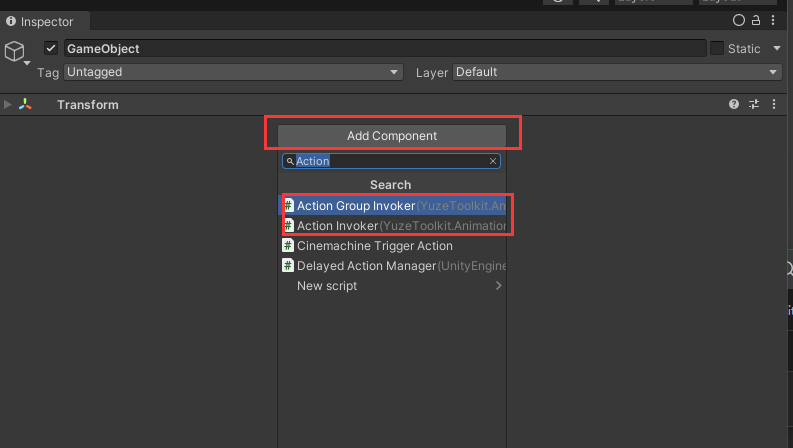 Inspector
GameObject
Static
Tag Untagged
Layer Default
Transform
Add Component
Action
Search
Action Group Invoker(YuzeToolkit.An
Action Invoker(YuzeToolkit.Animation
Cinemachine Trigger Action
Delayed Action Manager(UnityEngine
New script